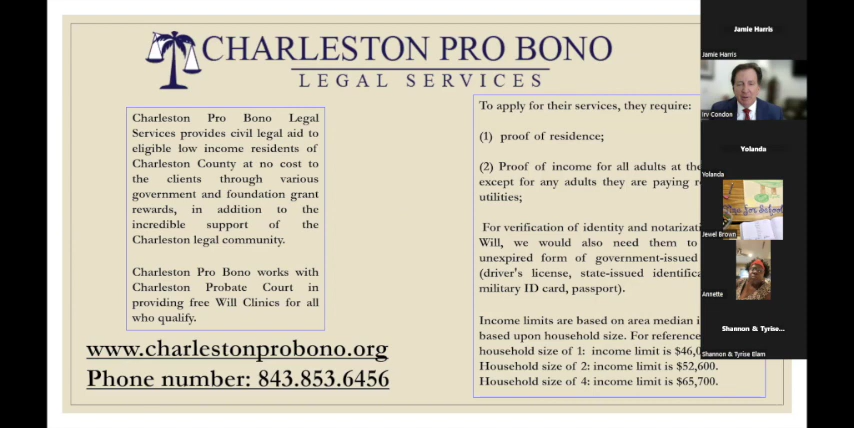 CHARLESTON PRO BONO
LEGAL SERVICES
Charleston Pro Bono Legal
Services provides civil legal aid to
eligible low income residents of
Charleston County at no cost to
the clients through various
government and foundation grant
rewards, in addition to the
incredible support of the
Charleston legal community.
Charleston Pro Bono works with
Charleston Probate Court in
providing free Will Clinics for all
who qualify.
www.charlestonprobono.org
Phone number: 843.853.6456
To apply for their services, they require:
(1) proof of residence;
(2) Proof of income for all adults at the
except for any adults they are paying
utilities;
For verification of identity and
Will, we would also need them to
unexpired form of government-issued
(driver's license, state-issued
military ID card, passport).
Income limits are based on area median
based upon household size. For reference
household size of 1: income limit is
Household size of 2: income limit is $52,600.
Household size of 4: income limit is $65,700.
Jamie Harris
Jamie Harris
Irv Condon
Yolanda
Yolanda
Jewel Brown
Annette
Shannon & Tyrise...
Shannon & Tyrise Elam